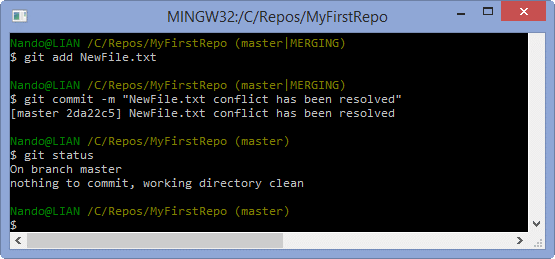 MINGW32:/C/Repos/MyFirstRepo
Nando@LIAN /C/Repos/MyFirstRepo (master|MERGING)
$ git add NewFile.txt
Nando@LIAN /C/Repos/MyFirstRepo (master|MERGING)
$ git commit -m "NewFile.txt conflict has been resolved"
[master 2da22c5] NewFile.txt conflict has been resolved
Nando@LIAN /C/Repos/MyFirstRepo (master)
$ git status
On branch master
nothing to commit, working directory clean
Nando@LIAN /C/Repos/MyFirstRepo (master)
$